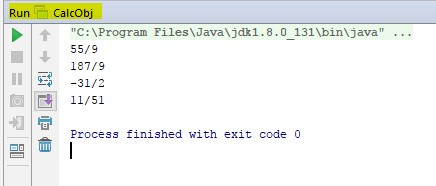 Run CalcObj
"C:\Program Files\Java\jdk1.8.0_131\bin\java" ...
55/9
187/9
-31/2
11/51
Process finished with exit code 0